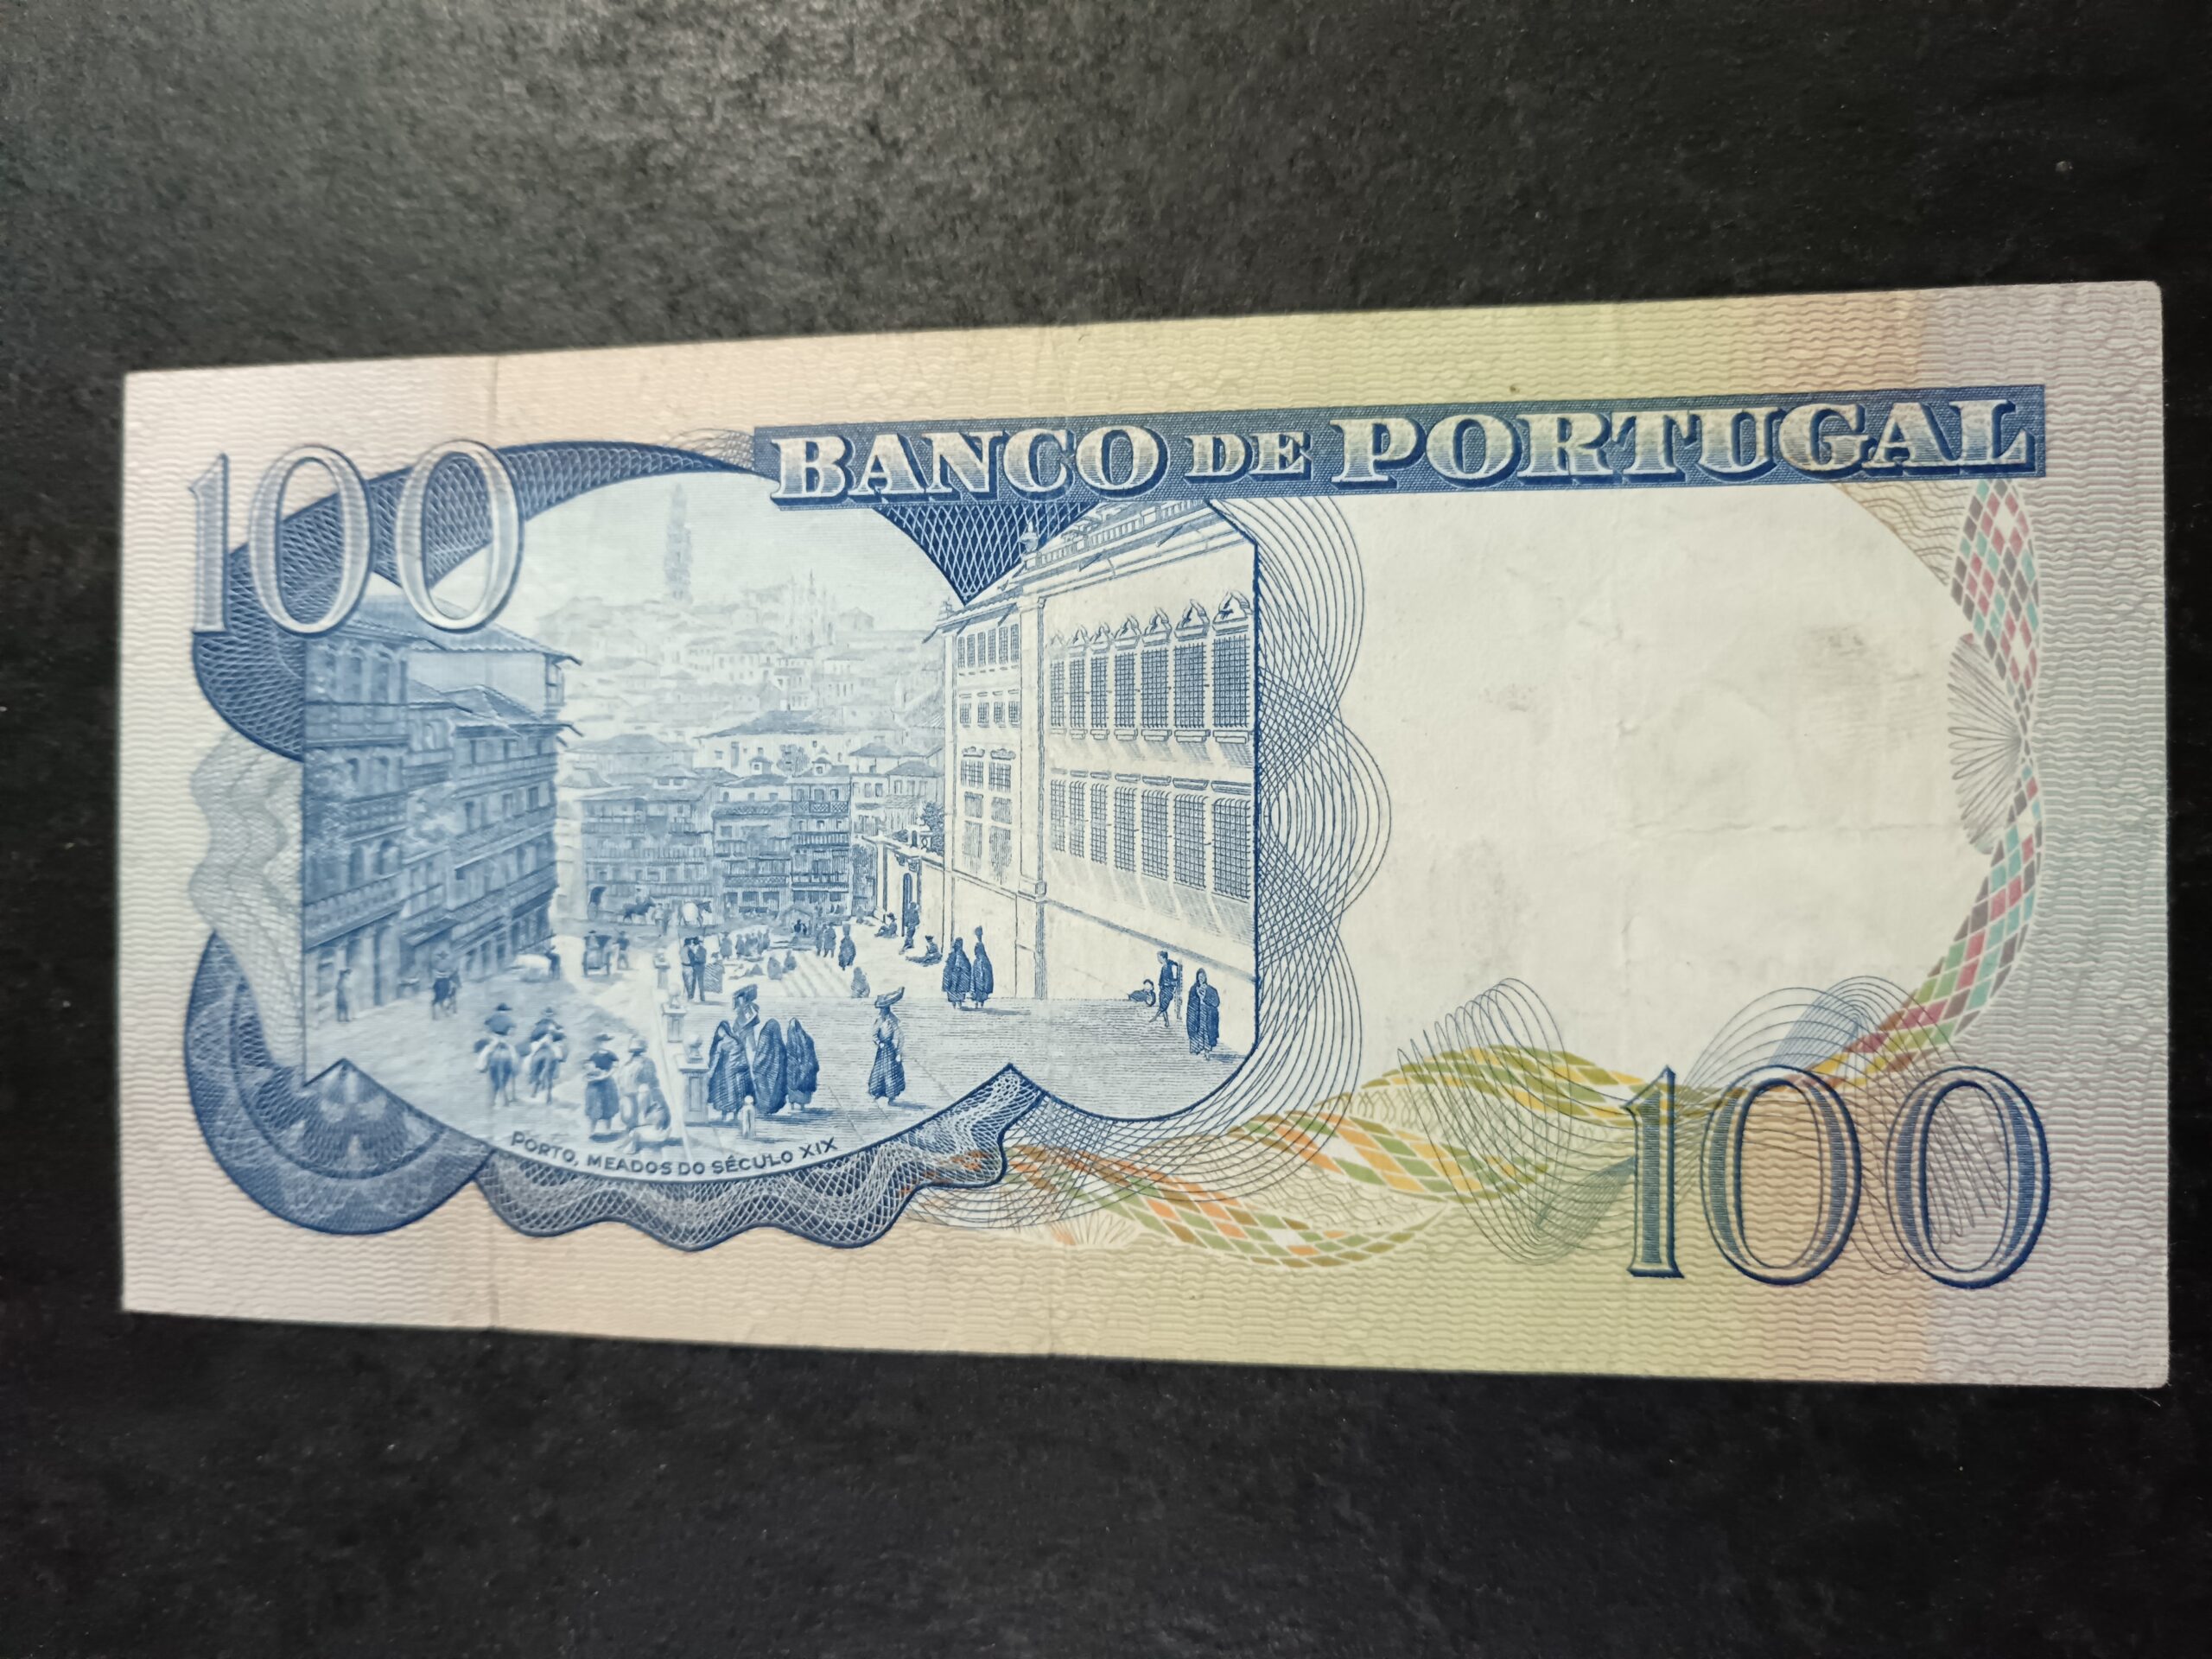 100
BANCO DE PORTUGAL
PORTO, MEADOS DO SÉCULO XIX
100